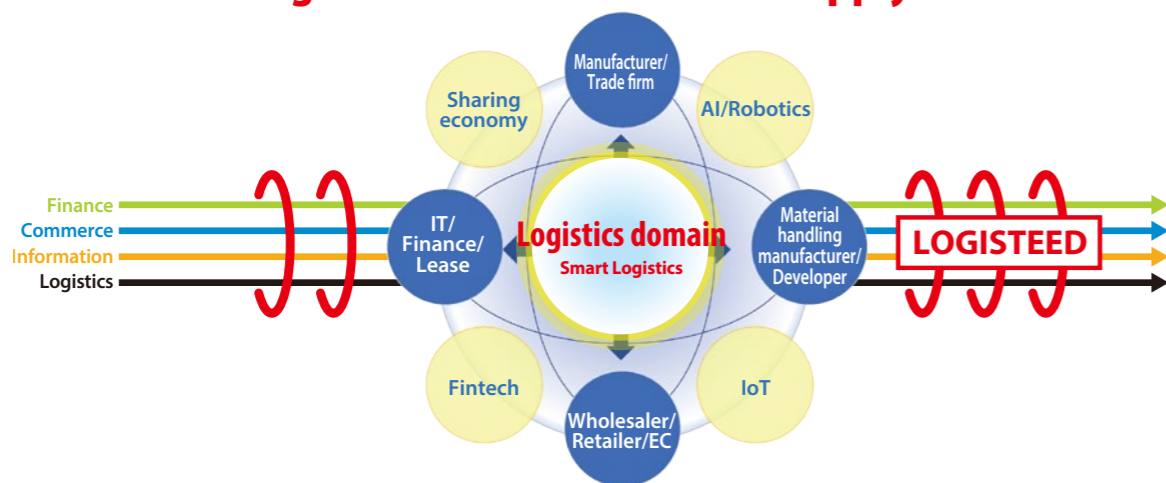 Manufacturer/
Trade firm
Sharing
economy
AI/Robotics
Finance
Commerce
Information
Logistics
IT/
Finance/
Lease
Logistics domain
Smart Logistics
Material
handling
manufacturer/
Developer
LOGISTEED
Fintech
IoT
Wholesaler/
Retailer/EC